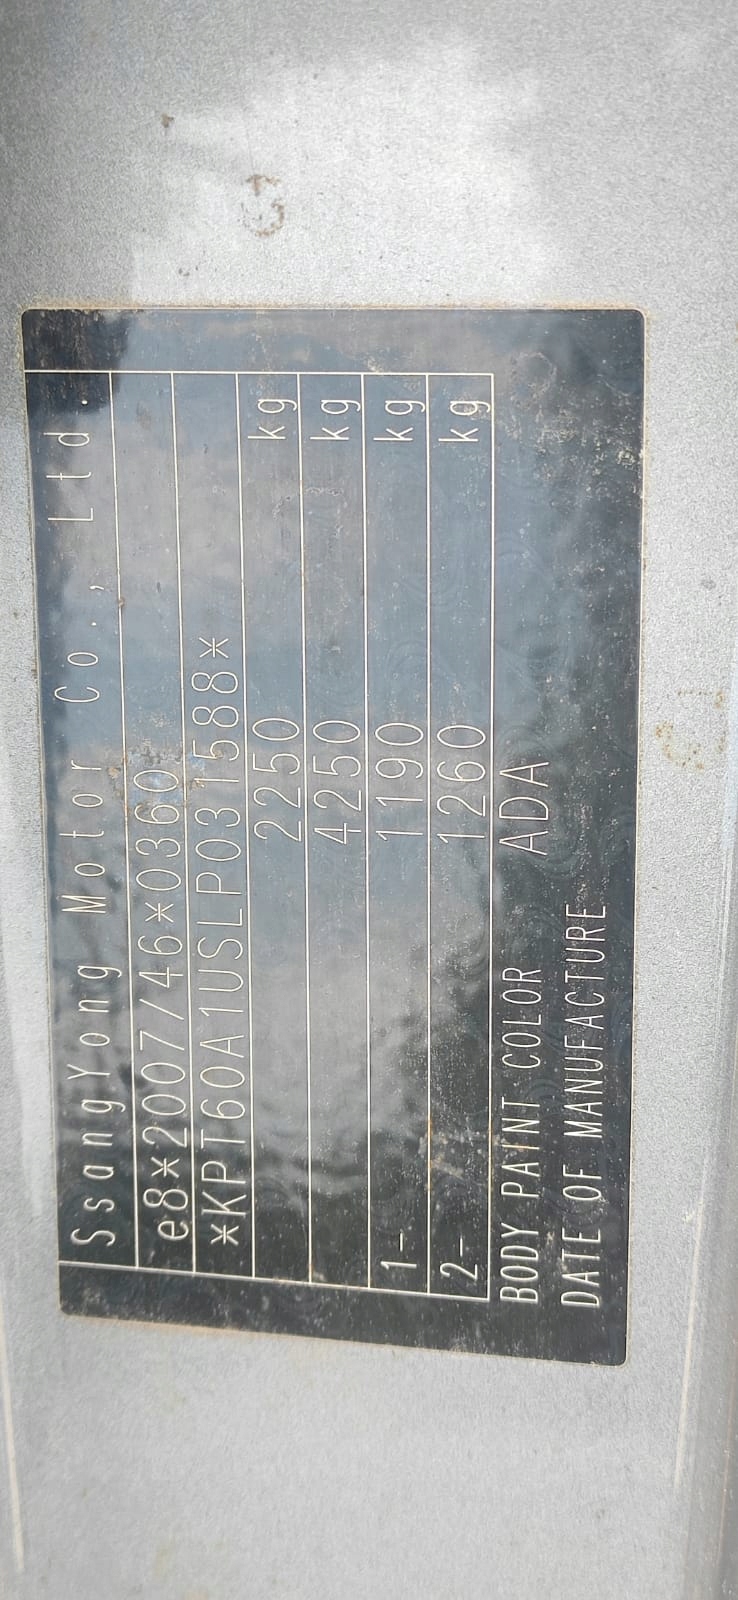 SsangYong Motor Co., Ltd.
e8*2007/46*0360
*KPT60A1USLP031588*
2250 kg
4250 kg
1- 1190 kg
2- 1260 kg
BODY PAINT COLOR ADA
DATE OF MANUFACTURE